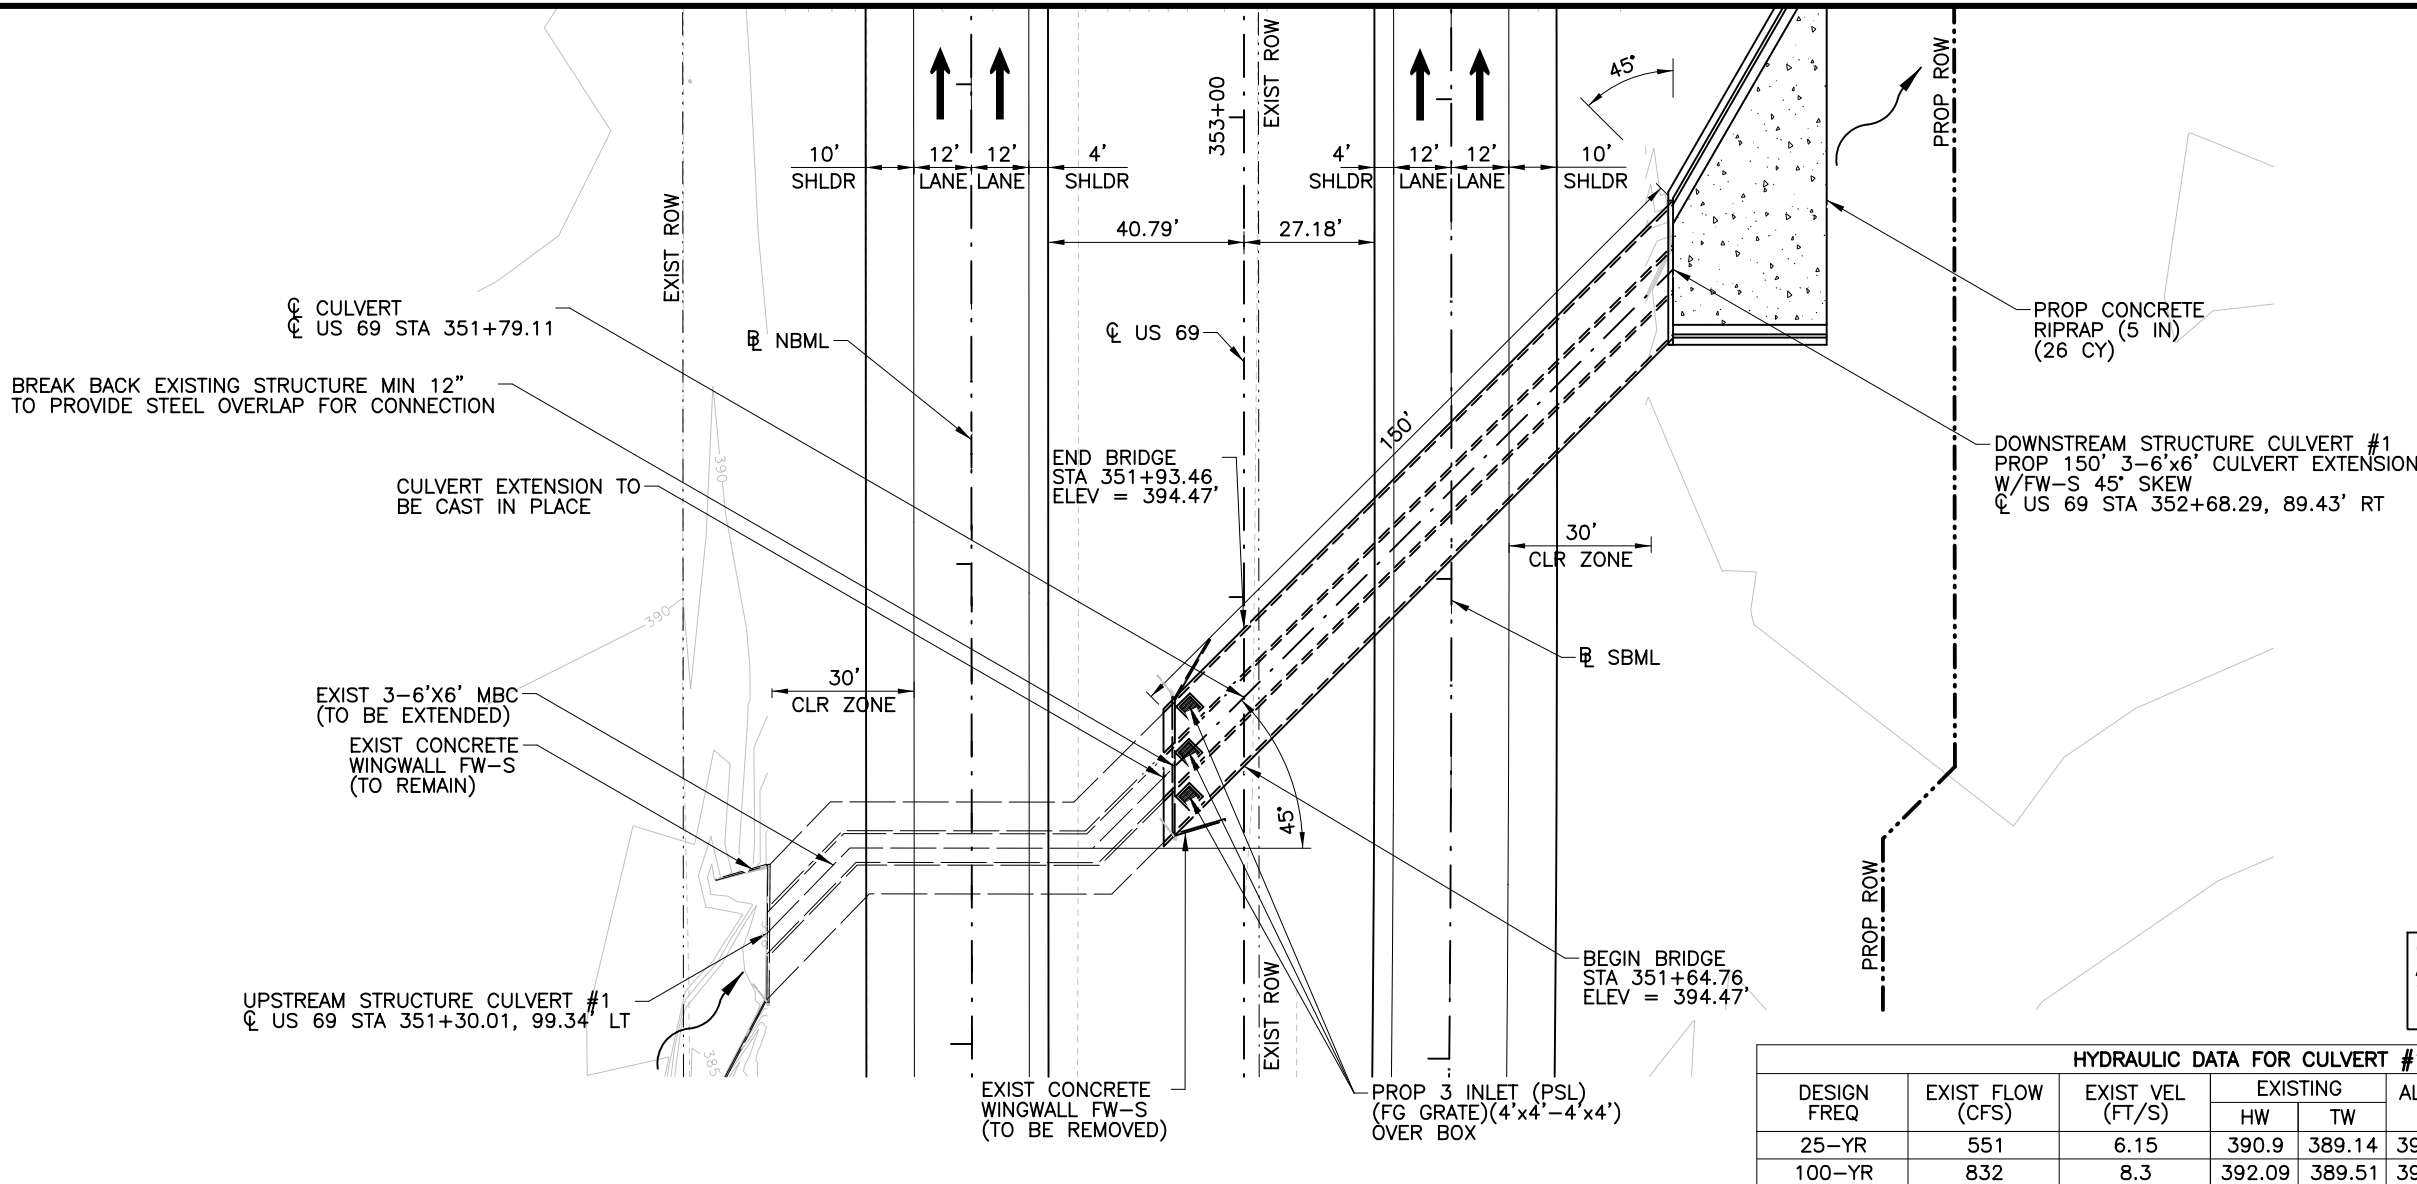 EXIST ROW
353+00
45°
PROP ROW
10'
SHLDR
12'
LANE
12'
LANE
4'
SHLDR
4'
SHLDR
12'
LANE
12'
LANE
10'
SHLDR
EXIST ROW
40.79'
27.18'
℄ CULVERT
℄ US 69 STA 351+79.11
BREAK BACK EXISTING STRUCTURE MIN 12"
TO PROVIDE STEEL OVERLAP FOR CONNECTION
CULVERT EXTENSION TO
BE CAST IN PLACE
BL NBML
℄ US 69
150'
390
390
END BRIDGE
STA 351+93.46
ELEV = 394.47'
PROP CONCRETE
RIPRAP (5 IN)
(26 CY)
DOWNSTREAM STRUCTURE CULVERT #1
PROP 150' 3-6'x6' CULVERT EXTENSION
W/FW-S 45° SKEW
℄ US 69 STA 352+68.29, 89.43' RT
30'
CLR ZONE
BL SBML
30'
CLR ZONE
EXIST 3-6'X6' MBC
(TO BE EXTENDED)
EXIST CONCRETE
WINGWALL FW-S
(TO REMAIN)
45°
PROP ROW
UPSTREAM STRUCTURE CULVERT #1
℄ US 69 STA 351+30.01, 99.34' LT
385
EXIST ROW
BEGIN BRIDGE
STA 351+64.76
ELEV = 394.47'
EXIST CONCRETE
WINGWALL FW-S
(TO BE REMOVED)
PROP 3 INLET (PSL)
(FG GRATE)(4'x4'-4'x4')
OVER BOX
HYDRAULIC DATA FOR CULVERT #
DESIGN FREQ EXIST FLOW (CFS) EXIST VEL (FT/S) EXISTING
HW TW
25-YR 551 6.15 390.9 389.14
100-YR 832 8.3 392.09 389.51